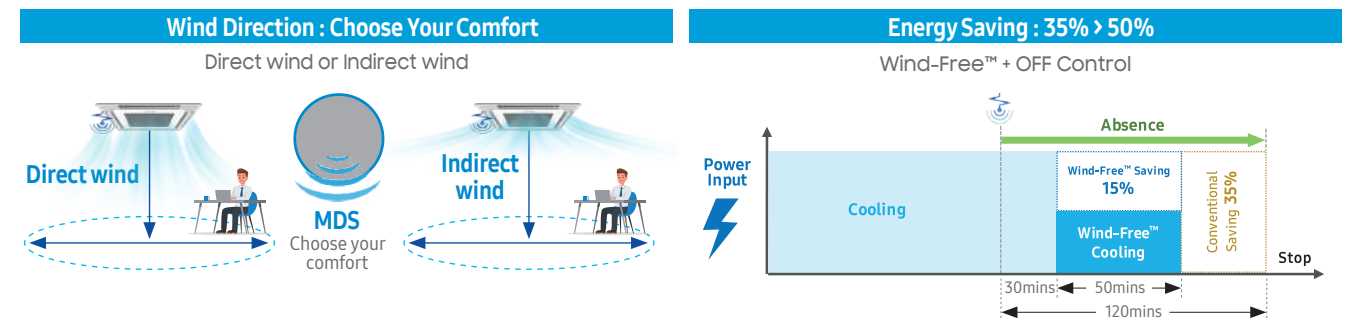 Wind Direction : Choose Your Comfort
Direct wind or Indirect wind
Direct wind
MDS
Choose your
comfort
Indirect
wind
Energy Saving : 35% > 50%
Wind-Free™ + OFF Control
Absence
Power
Input
Cooling
Wind-Free™ Saving
15%
Wind-Free™
Cooling
Conventional
Saving 35%
Stop
30mins
50mins
120mins